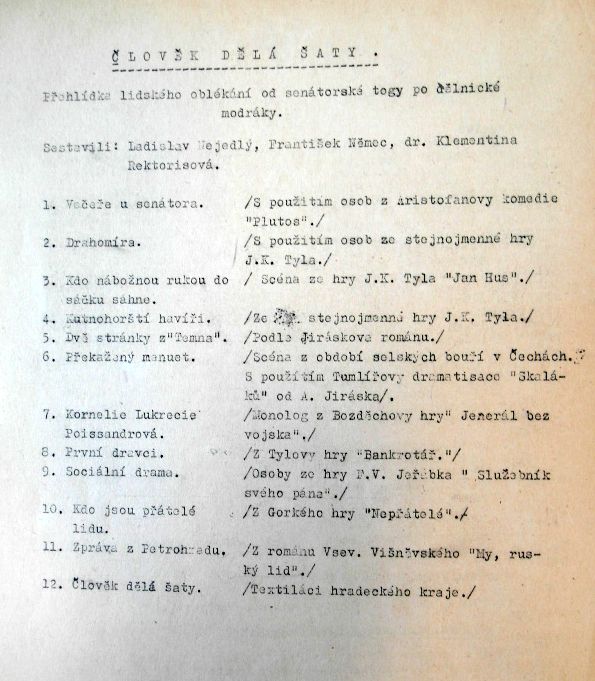 ČLOVĚK DĚLÁ ŠATY.
Přehlídka lidského oblékání od senátorské togy po dělnické
modráky.
Sestavili: Ladislav Nejedlý, František Němec, dr. Klementina
Rektorisová.
1. Večeře u senátora. /S použitím osob z Aristofanovy komedie
"Plutos"./
2. Drahomíra. /S použitím osob ze stejnojmenné hry
J.K. Tyla./
3. Kdo nábožnou rukou do / Scéna ze hry J.K. Tyla "Jan Hus"./
sáčku sáhne.
4. Kutnohorští havíři. /Ze stejnojmenné hry J.K. Tyla./
5. Dvě stránky z"Temna". /Podle Jiráskova románu./
6. Překažený menuet. /Scéna z období selských bouří v Čechách.
S použitím Tumlířovy dramatisace "Skalá-
ků" od A. Jiráska/.
7. Kornelie Lukrecie /Monolog z Bozděchovy hry" Jenerál bez
Poissandrová. vojska"./
8. První dravci. /Z Tylovy hry "Bankrotář."/
9. Sociální drama. /Osoby ze hry F.V. Jeřábka " Služebník
svého pána"./
10. Kdo jsou přátelé /Z Gorkého hry "Nepřátelé"./
lidu.
11. Zpráva z Petrohradu. /Z románu Vsev. Višněvského "My, rus-
ký lid"./
12. Člověk dělá šaty. /Textiláci hradeckého kraje./